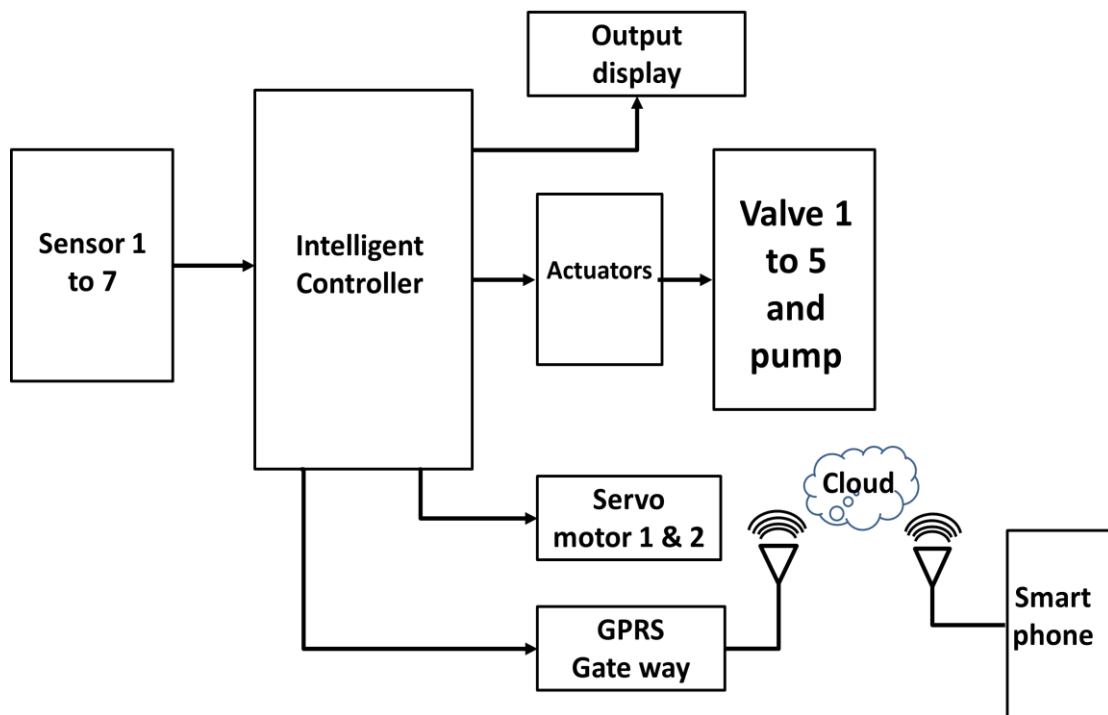 Output
display
Sensor 1
to 7
Intelligent
Controller
Actuators
Valve 1
to 5
and
pump
Cloud
Servo
motor 1 & 2
GPRS
Gate way
Smart
phone